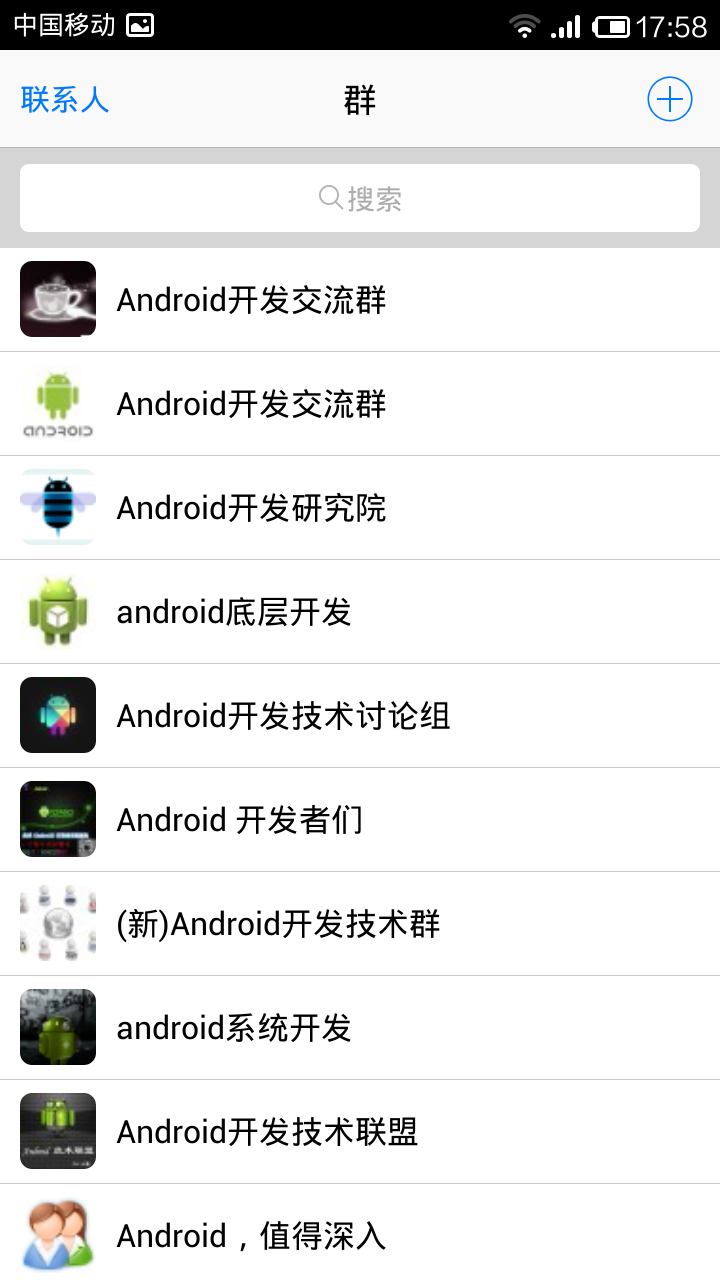 中国移动 17:58
联系人 群
搜索
Android开发交流群
ANDROID
Android开发交流群
Android开发研究院
android底层开发
Android开发技术讨论组
Android 开发者们
(新)Android开发技术群
android系统开发
Android开发技术联盟
Android，值得深入